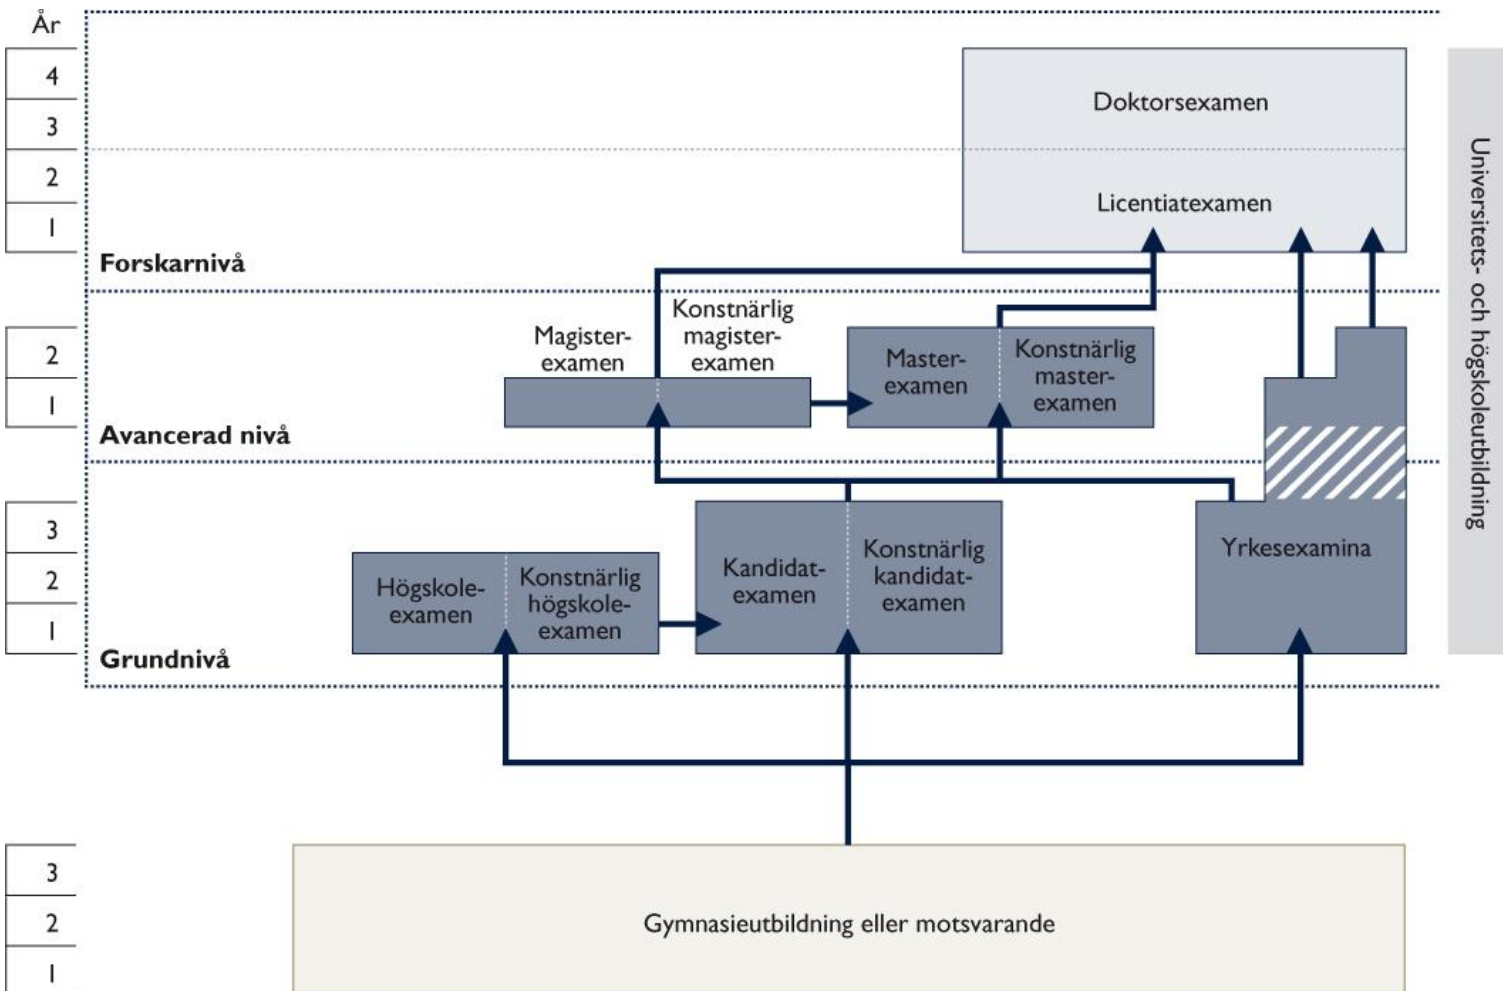 År
4
3
2
1
Doktorsexamen
Licentiatexamen
Forskarnivå
2
1
Magister-
examen
Konstnärlig
magister-
examen
Master-
examen
Konstnärlig
master-
examen
Avancerad nivå
3
2
1
Högskole-
examen
Konstnärlig
högskole-
examen
Kandidat-
examen
Konstnärlig
kandidat-
examen
Yrkesexamina
Grundnivå
3
2
1
Gymnasieutbildning eller motsvarande
Universitets- och högskoleutbildning